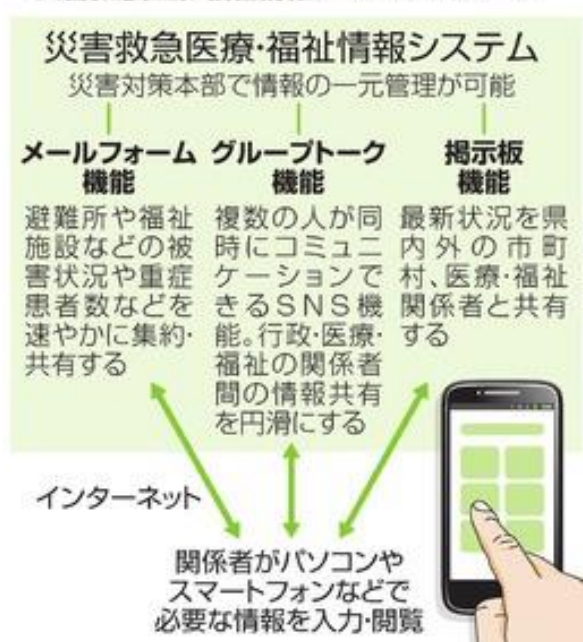 災害救急医療・福祉情報システム
災害対策本部で情報の一元管理が可能
メールフォーム
機能
避難所や福祉
施設などの被
害状況や重症
患者数などを
速やかに集約・
共有する
グループトーク
機能
複数の人が同
時にコミュニ
ケーションで
きるSNS機
能。行政・医療・
福祉の関係者
間の情報共有
を円滑にする
掲示板
機能
最新状況を県
内外の市町
村、医療・福祉
関係者と共有
する
インターネット
関係者がパソコンや
スマートフォンなどで
必要な情報を入力・閲覧